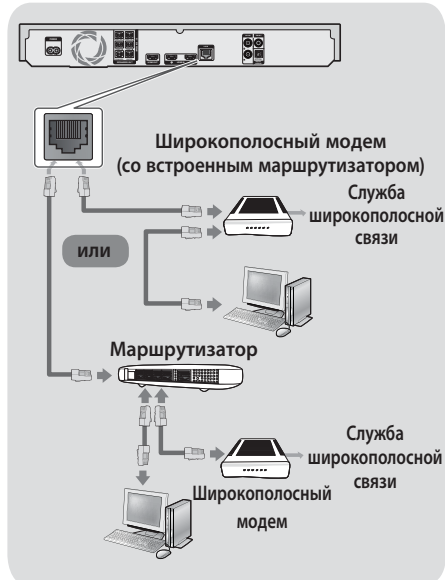 Широкополосный модем
(со встроенным маршрутизатором)
Служба
широкополосной
связи
или
Маршрутизатор
Служба
широкополосной
связи
Широкополосный
модем